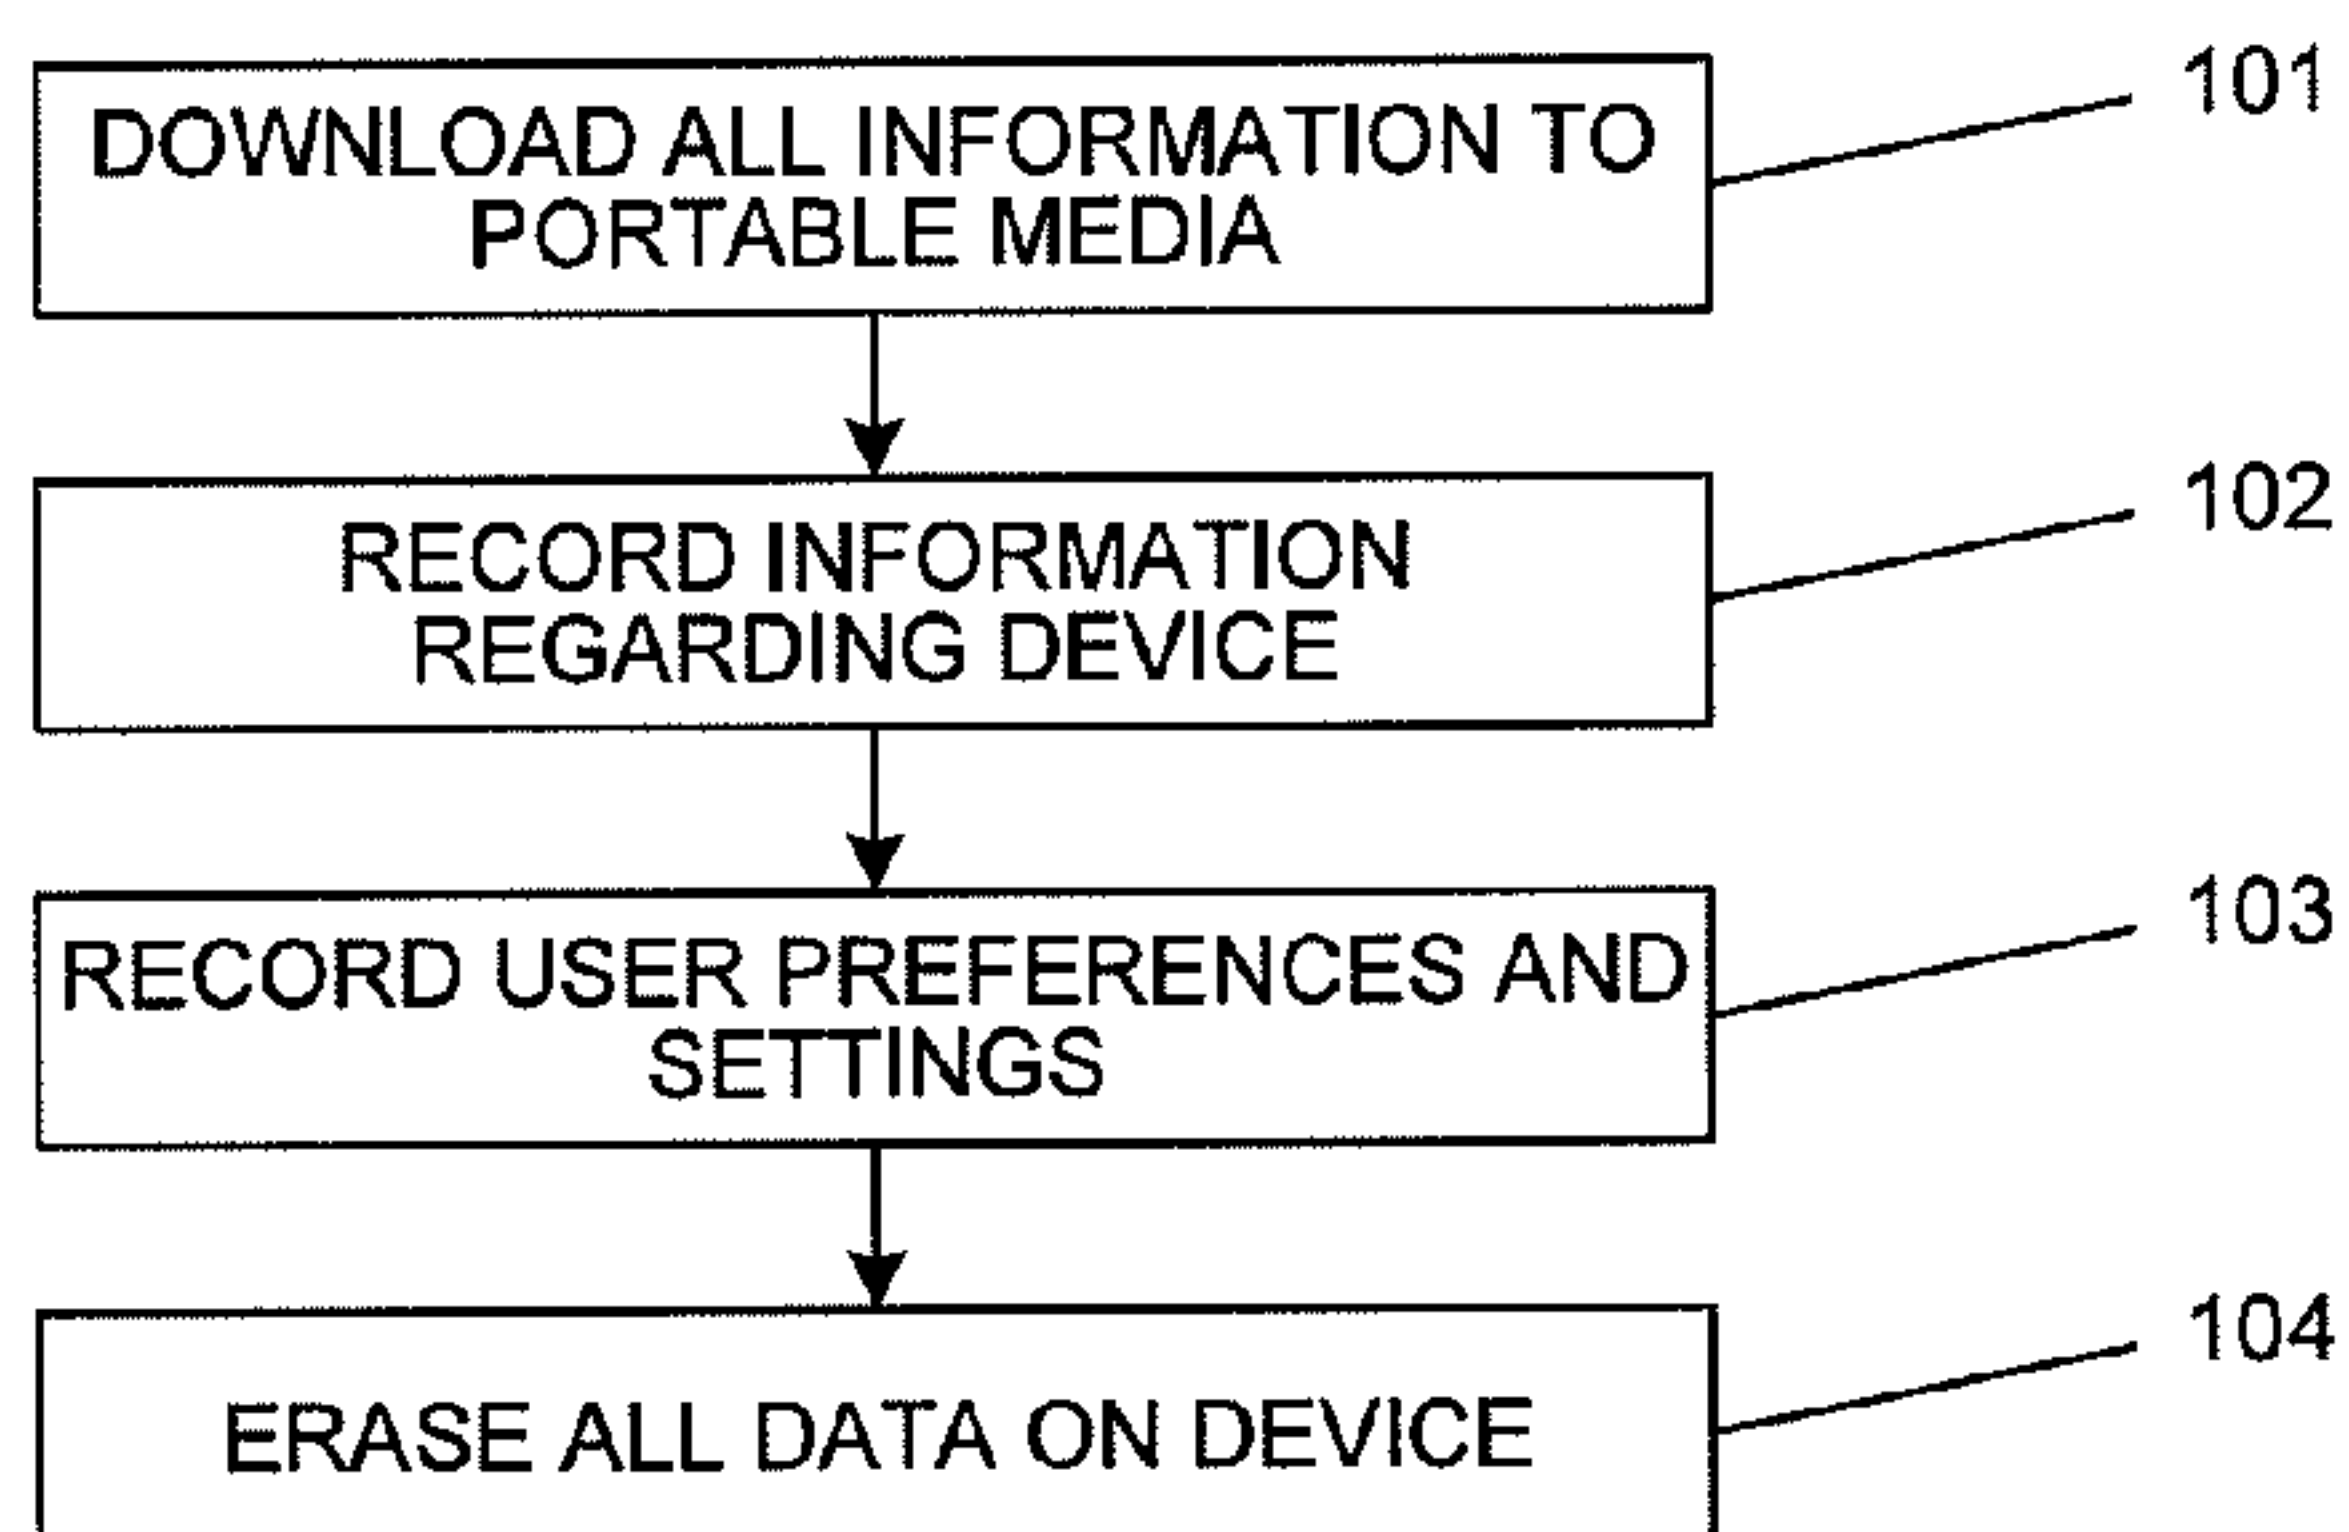 101
DOWNLOAD ALL INFORMATION TO
PORTABLE MEDIA
102
RECORD INFORMATION
REGARDING DEVICE
103
RECORD USER PREFERENCES AND
SETTINGS
104
ERASE ALL DATA ON DEVICE